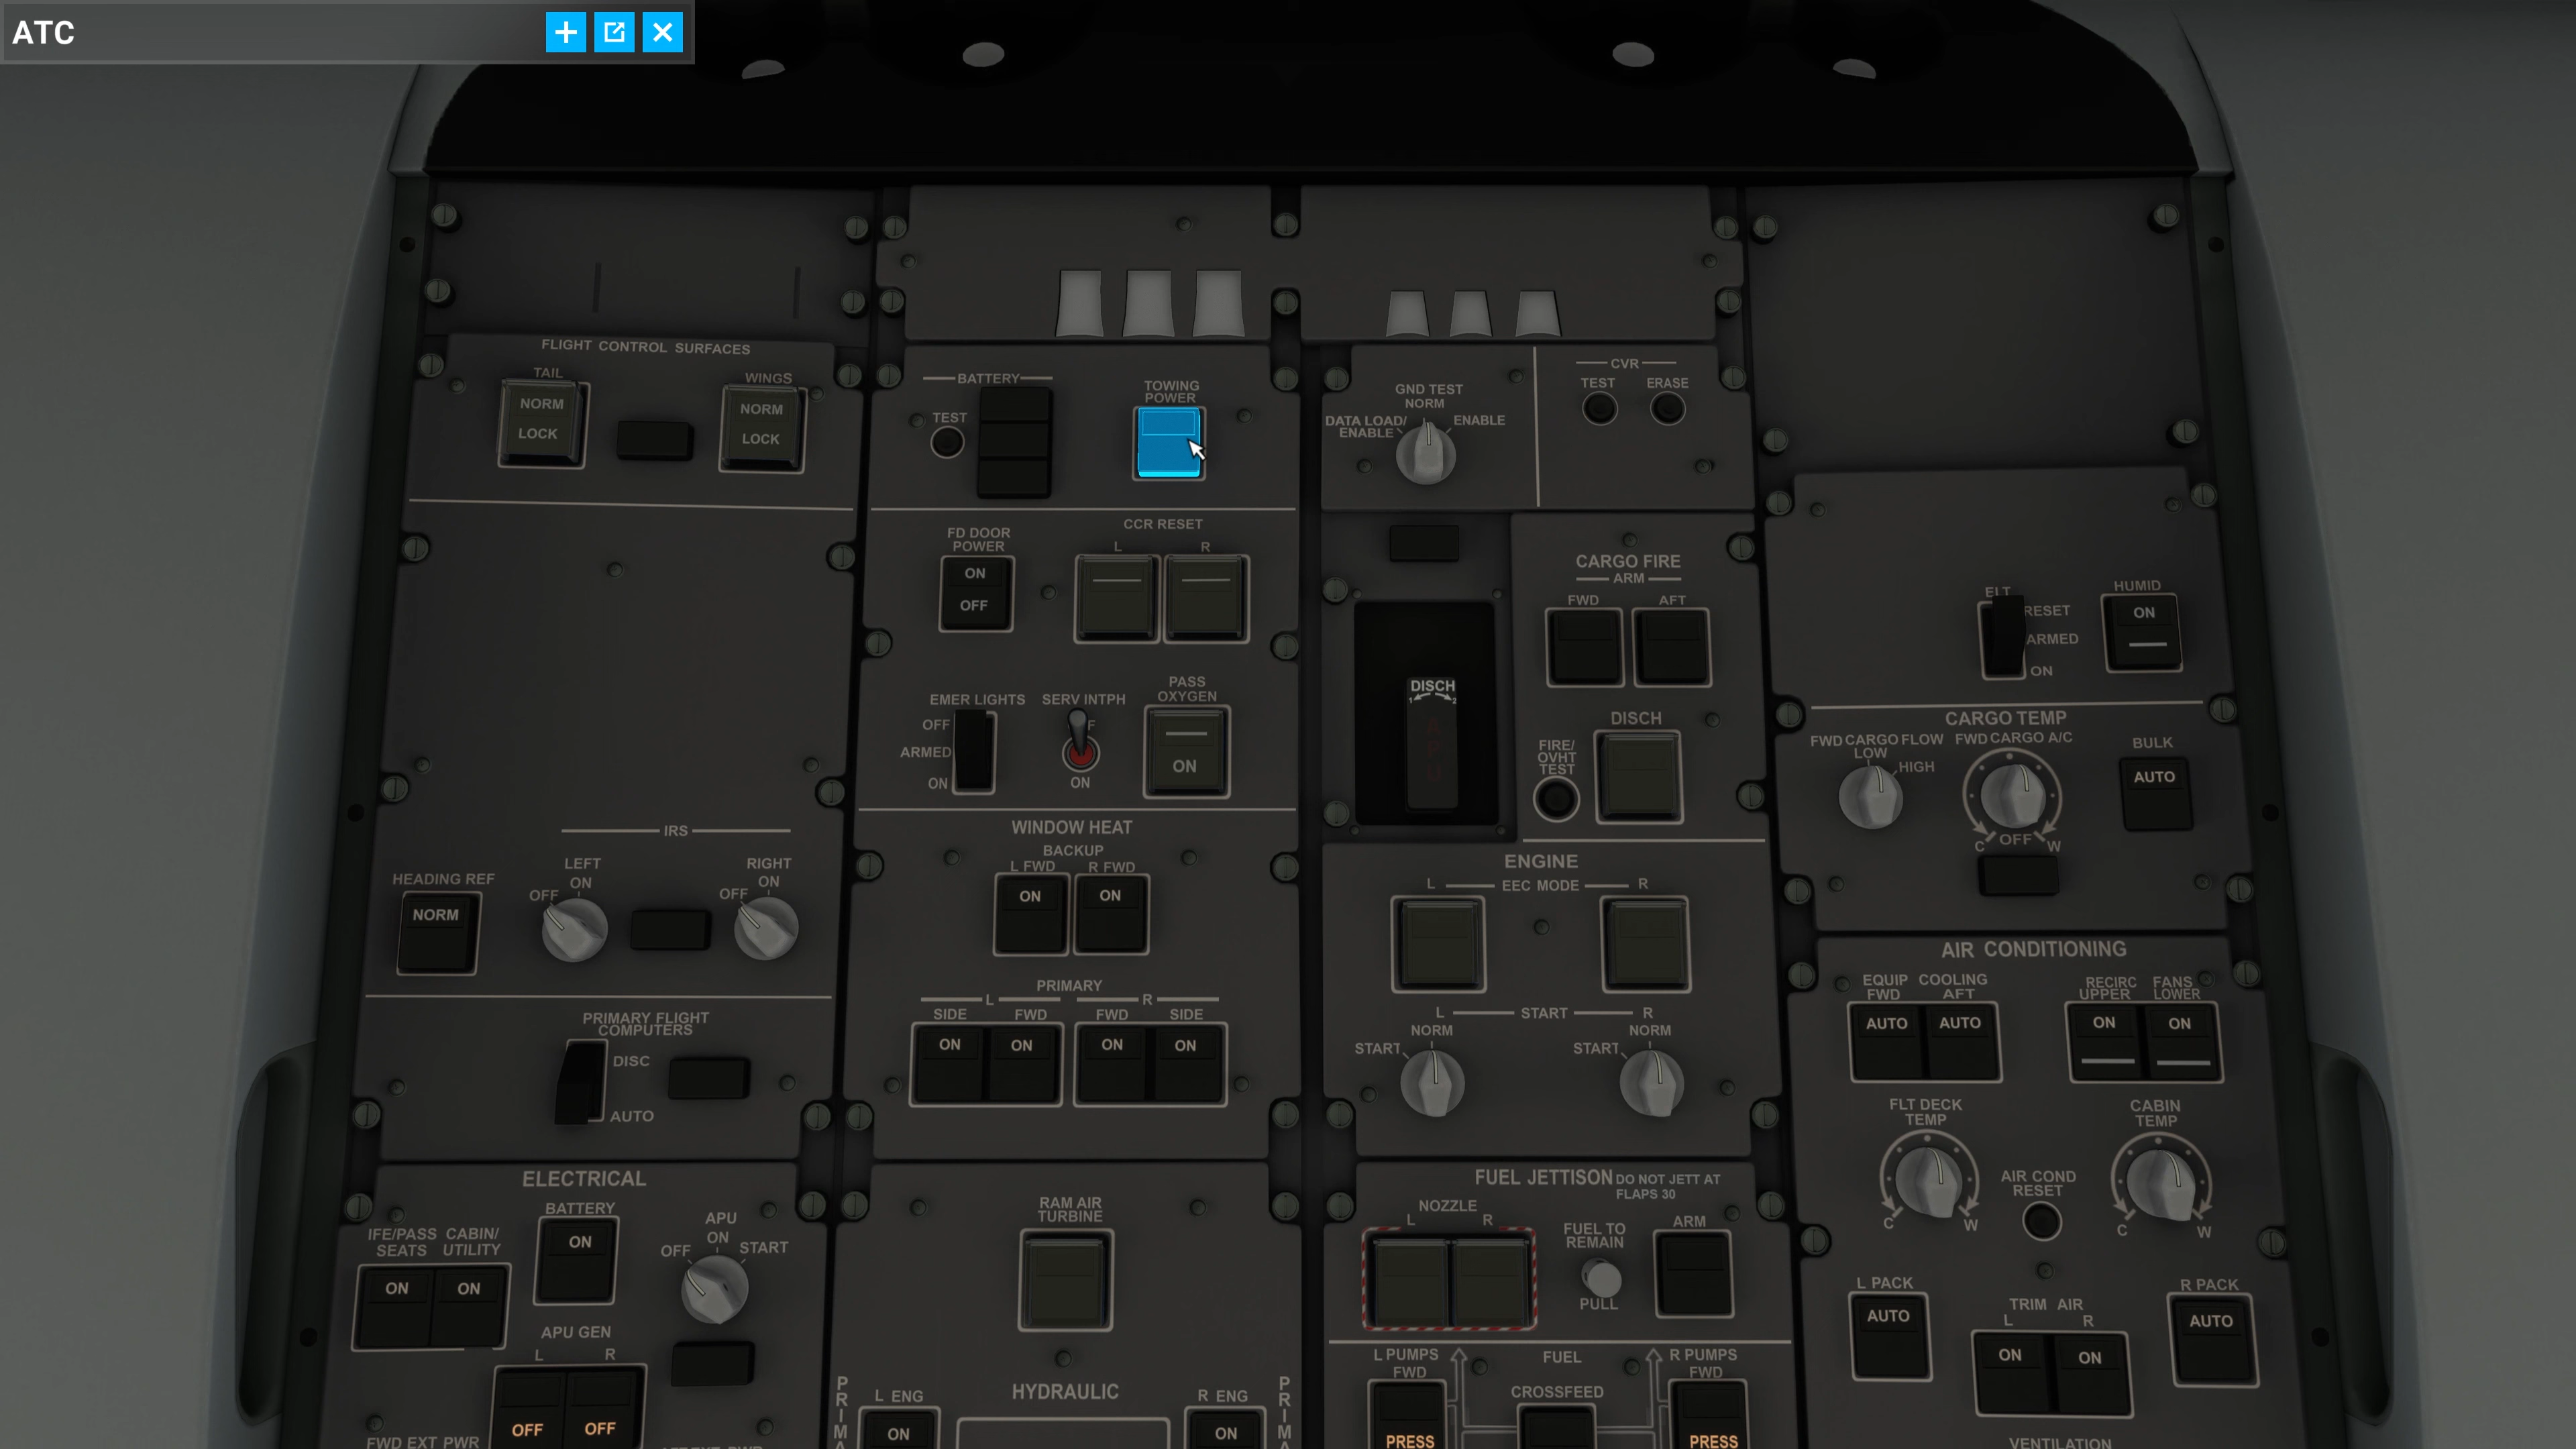 ATC
FLIGHT CONTROL SURFACES
TAIL
WINGS
NORM
LOCK
NORM
LOCK
BATTERY
TEST
TOWING
POWER
GND TEST
NORM
DATA LOAD/
ENABLE
ENABLE
CVR
TEST
ERASE
FD DOOR
POWER
ON
OFF
CCR RESET
L
R
CARGO FIRE
ARM
FWD
AFT
ELT
RESET
ARMED
ON
HUMID
ON
EMER LIGHTS
OFF
ARMED
ON
SERV INTPH
ON
PASS
OXYGEN
ON
DISCH
1
2
FIRE/
OVHT
TEST
DISCH
CARGO TEMP
FWD CARGO FLOW
LOW
HIGH
FWD CARGO A/C
C
OFF
W
BULK
AUTO
IRS
HEADING REF
NORM
LEFT
OFF
ON
RIGHT
OFF
ON
WINDOW HEAT
BACKUP
L FWD
R FWD
ON
ON
PRIMARY
L
R
SIDE
FWD
FWD
SIDE
ON
ON
ON
ON
ENGINE
L
EEC MODE
R
L
START
R
NORM
START
NORM
START
AIR CONDITIONING
EQUIP COOLING
FWD
AFT
AUTO
AUTO
RECIRC FANS
UPPER
LOWER
ON
ON
PRIMARY FLIGHT
COMPUTERS
DISC
AUTO
FLT DECK
TEMP
C
W
AIR COND
RESET
CABIN
TEMP
C
W
ELECTRICAL
BATTERY
ON
IFE/PASS
SEATS
CABIN/
UTILITY
ON
ON
APU
OFF
ON
START
APU GEN
L
R
OFF
OFF
FWD EXT PWR
RAM AIR
TURBINE
HYDRAULIC
L ENG
ON
R ENG
ON
FUEL JETTISON DO NOT JETT AT
FLAPS 30
NOZZLE
L
R
FUEL TO
REMAIN
PULL
ARM
L PUMPS
FWD
PRESS
FUEL
CROSSFEED
R PUMPS
FWD
PRESS
L PACK
AUTO
TRIM AIR
L
R
ON
ON
R PACK
AUTO
VENTILATION